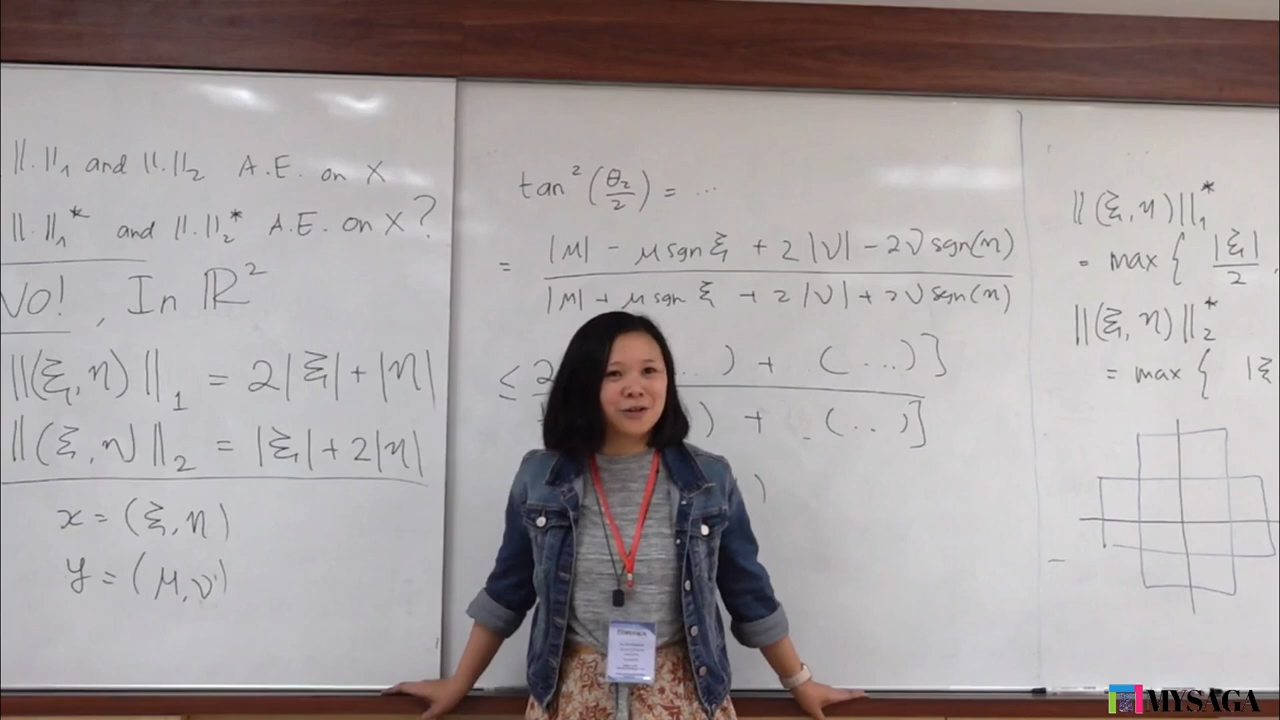 ||.||₁ and ||.||₂ A.E. on X
||.||₁* and ||.||₂* A.E. on X?
NO!, In ℝ²
||(ξ,η)||₁ = 2|ξ|+|η|
||(ξ,η)||₂ = |ξ|+2|η|
x = (ξ,η)
y = (μ,ν)
tan²(θ₂/2) = ...
= |μ| - μ sgn ξ + 2|ν| - 2ν sgn(η)
|μ| + μ sgn ξ + 2|ν| + 2ν sgn(η)
≤ 2 ...) + (...)]
) + (...)]
)
||(ξ,η)||₁*
= max { |ξ|/2,
||(ξ,η)||₂*
= max { |ξ
MYSAGA